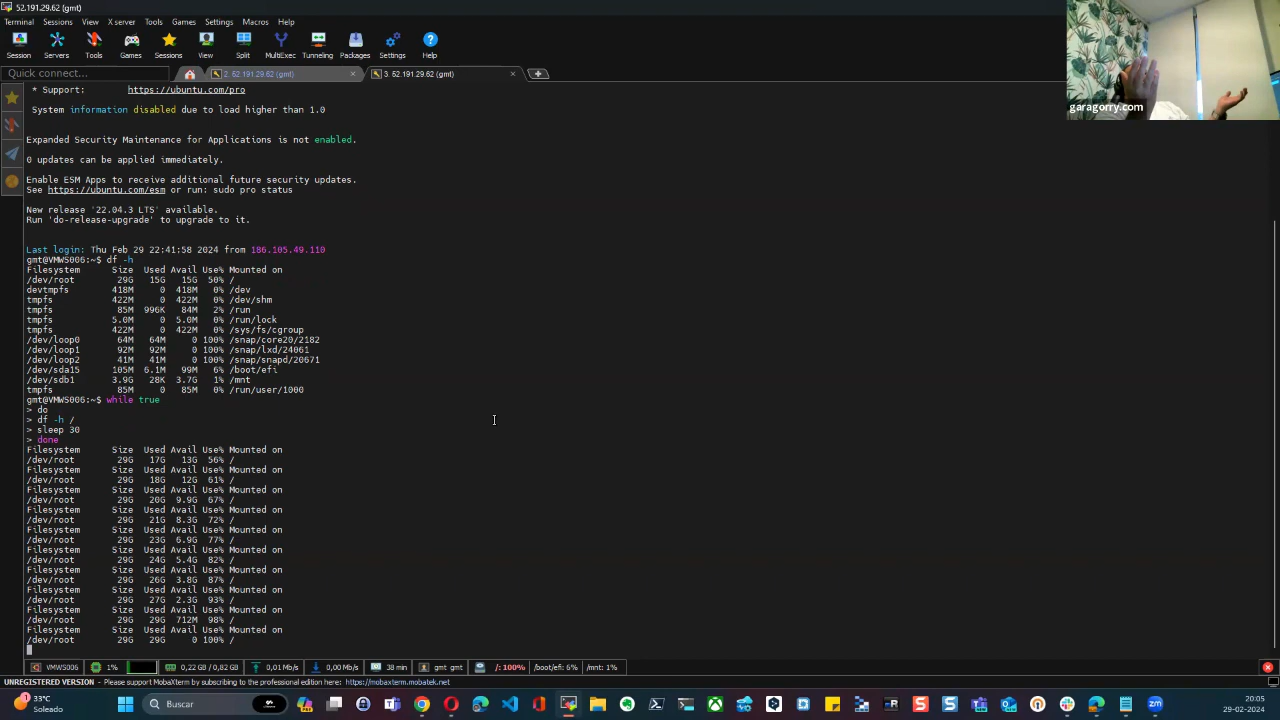 52.191.29.62 (gmt)
Terminal Sessions View X server Tools Games Settings Macros Help
Session Servers Tools Games Sessions View Split MultiExec Tunneling Packages Settings Help
Quick connect...
2. 52.191.29.62 (gmt)
3. 52.191.29.62 (gmt)
garagorry.com
* Support: https://ubuntu.com/pro
System information disabled due to load higher than 1.0
Expanded Security Maintenance for Applications is not enabled.
0 updates can be applied immediately.
Enable ESM Apps to receive additional future security updates.
See https://ubuntu.com/esm or run: sudo pro status
New release '22.04.3 LTS' available.
Run 'do-release-upgrade' to upgrade to it.
Last login: Thu Feb 29 22:41:58 2024 from 186.105.49.110
gmt@VMWS006:~$ df -h
Filesystem Size Used Avail Use% Mounted on
/dev/root 29G 15G 15G 50% /
devtmpfs 418M 0 418M 0% /dev
tmpfs 422M 0 422M 0% /dev/shm
tmpfs 85M 996K 84M 2% /run
tmpfs 5.0M 0 5.0M 0% /run/lock
tmpfs 422M 0 422M 0% /sys/fs/cgroup
/dev/loop0 64M 64M 0 100% /snap/core20/2182
/dev/loop1 92M 92M 0 100% /snap/lxd/24061
/dev/loop2 41M 41M 0 100% /snap/snapd/20671
/dev/sda15 105M 6.1M 99M 6% /boot/efi
/dev/sdb1 3.9G 28K 3.7G 1% /mnt
tmpfs 85M 0 85M 0% /run/user/1000
gmt@VMWS006:~$ while true
> do
> df -h /
> sleep 30
> done
Filesystem Size Used Avail Use% Mounted on
/dev/root 29G 17G 13G 56% /
Filesystem Size Used Avail Use% Mounted on
/dev/root 29G 18G 12G 61% /
Filesystem Size Used Avail Use% Mounted on
/dev/root 29G 20G 9.9G 67% /
Filesystem Size Used Avail Use% Mounted on
/dev/root 29G 21G 8.3G 72% /
Filesystem Size Used Avail Use% Mounted on
/dev/root 29G 23G 6.9G 77% /
Filesystem Size Used Avail Use% Mounted on
/dev/root 29G 24G 5.4G 82% /
Filesystem Size Used Avail Use% Mounted on
/dev/root 29G 26G 3.8G 87% /
Filesystem Size Used Avail Use% Mounted on
/dev/root 29G 27G 2.3G 93% /
Filesystem Size Used Avail Use% Mounted on
/dev/root 29G 29G 712M 98% /
Filesystem Size Used Avail Use% Mounted on
/dev/root 29G 29G 0 100% /
VMWS006 1% 0,22 GB / 0,82 GB 0,01 Mb/s 0,00 Mb/s 38 min gmt gmt /: 100% /boot/efi: 6% /mnt: 1%
UNREGISTERED VERSION - Please support MobaXterm by subscribing to the professional edition here: https://mobaxterm.mobatek.net
33°C
Soleado
Buscar
20:05
29-02-2024